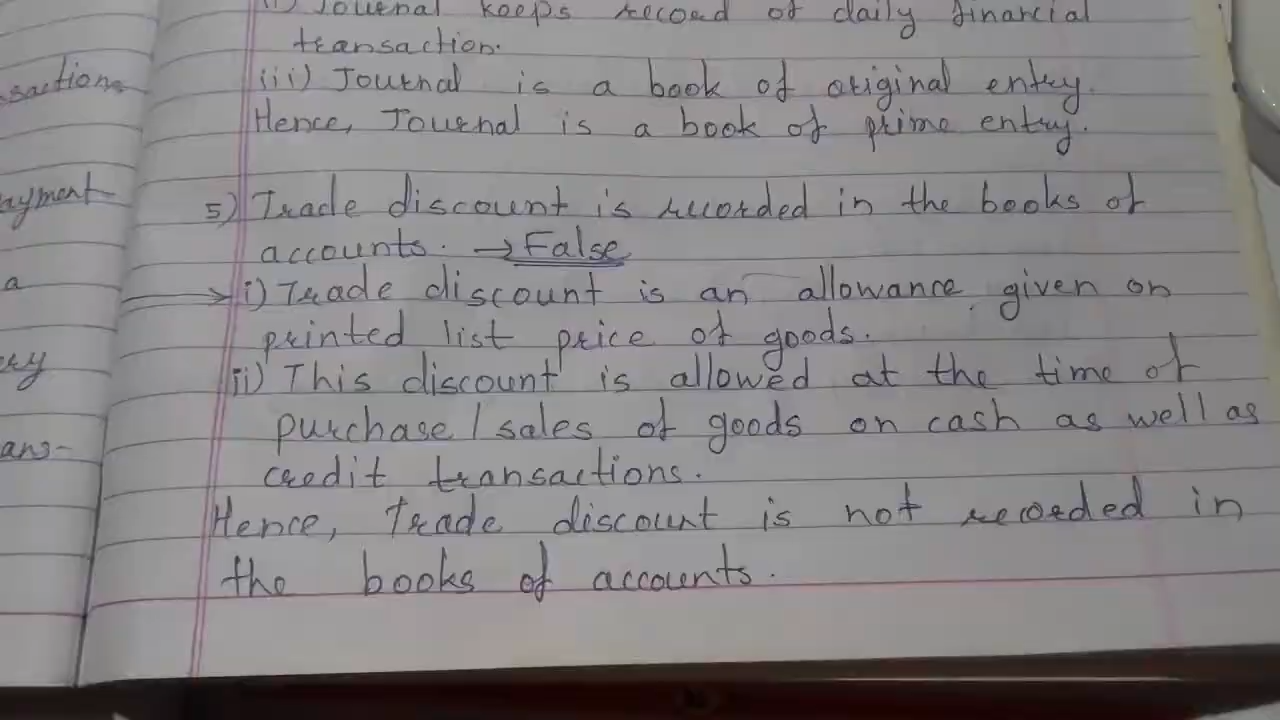 ii) Journal keeps record of daily financial
transaction.
iii) Journal is a book of original entry.
Hence, Journal is a book of prime entry.
5) Trade discount is recorded in the books of
accounts. → False
i) Trade discount is an allowance given on
printed list price of goods.
ii) This discount is allowed at the time of
purchase/sales of goods on cash as well as
credit transactions.
Hence, Trade discount is not recorded in
the books of accounts.
sactions
ayment
a
ry
ans-